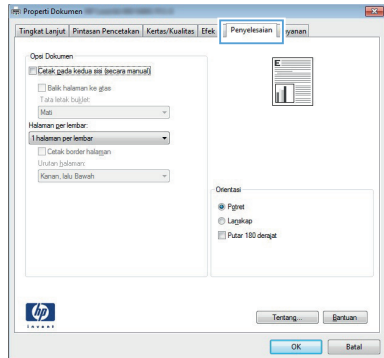 Properti Dokumen
Tingkat Lanjut Pintasan Pencetakan Kertas/Kualitas Efek Penyelesaian
Opsi Dokumen
Cetak pada kedua sisi (secara manual)
Balik halaman ke atas
Tata letak buklet:
Mati
Halaman per lembar:
1 halaman per lembar
Cetak border halaman
Urutan halaman:
Kanan, lalu Bawah
E
Orientasi
Potret
Lanskap
Putar 180 derajat
hp
invent
Tentang... Bantuan
OK Batal